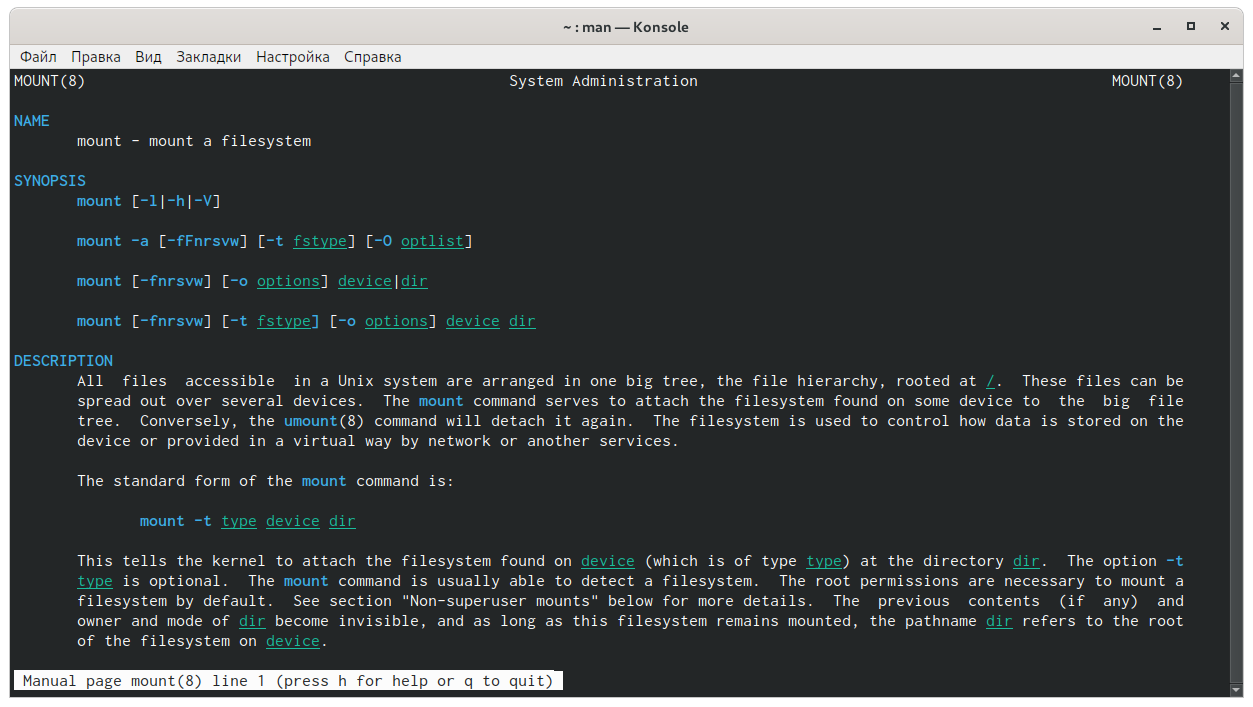 ~ : man — Konsole
Файл Правка Вид Закладки Настройка Справка
MOUNT(8) System Administration MOUNT(8)
NAME
mount - mount a filesystem
SYNOPSIS
mount [-l|-h|-V]
mount -a [-fFnrsvw] [-t fstype] [-O optlist]
mount [-fnrsvw] [-o options] device|dir
mount [-fnrsvw] [-t fstype] [-o options] device dir
DESCRIPTION
All files accessible in a Unix system are arranged in one big tree, the file hierarchy, rooted at /. These files can be
spread out over several devices. The mount command serves to attach the filesystem found on some device to the big file
tree. Conversely, the umount(8) command will detach it again. The filesystem is used to control how data is stored on the
device or provided in a virtual way by network or another services.
The standard form of the mount command is:
mount -t type device dir
This tells the kernel to attach the filesystem found on device (which is of type type) at the directory dir. The option -t
type is optional. The mount command is usually able to detect a filesystem. The root permissions are necessary to mount a
filesystem by default. See section "Non-superuser mounts" below for more details. The previous contents (if any) and
owner and mode of dir become invisible, and as long as this filesystem remains mounted, the pathname dir refers to the root
of the filesystem on device.
Manual page mount(8) line 1 (press h for help or q to quit)